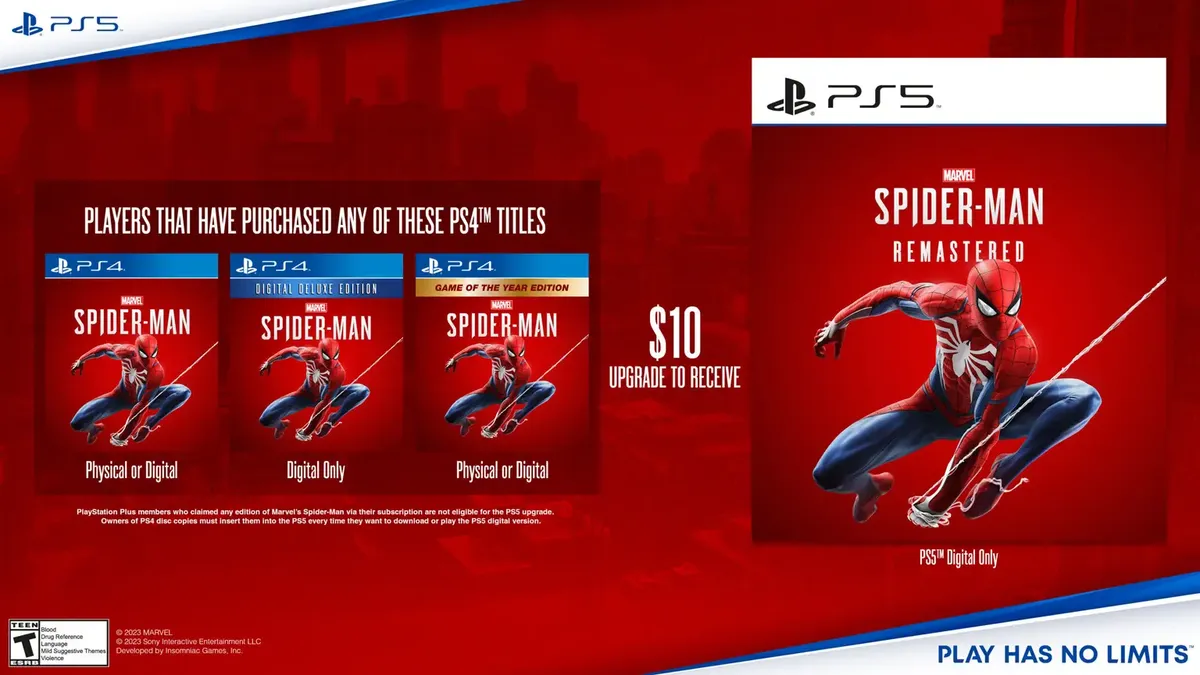 PS5™
PLAYERS THAT HAVE PURCHASED ANY OF THESE PS4™ TITLES
PS4™
MARVEL
SPIDER-MAN
Physical or Digital
PS4™
DIGITAL DELUXE EDITION
MARVEL
SPIDER-MAN
Digital Only
PS4™
GAME OF THE YEAR EDITION
MARVEL
SPIDER-MAN
Physical or Digital
PlayStation Plus members who claimed any edition of Marvel's Spider-Man via their subscription are not eligible for the PS5 upgrade.
Owners of PS4 disc copies must insert them into the PS5 every time they want to download or play the PS5 digital version.
$10
UPGRADE TO RECEIVE
PS5™
MARVEL
SPIDER-MAN
REMASTERED
PS5™ Digital Only
TEEN
T
ESRB
Blood
Drug Reference
Language
Mild Suggestive Themes
Violence
© 2023 MARVEL
© 2023 Sony Interactive Entertainment LLC
Developed by Insomniac Games, Inc.
PLAY HAS NO LIMITS™